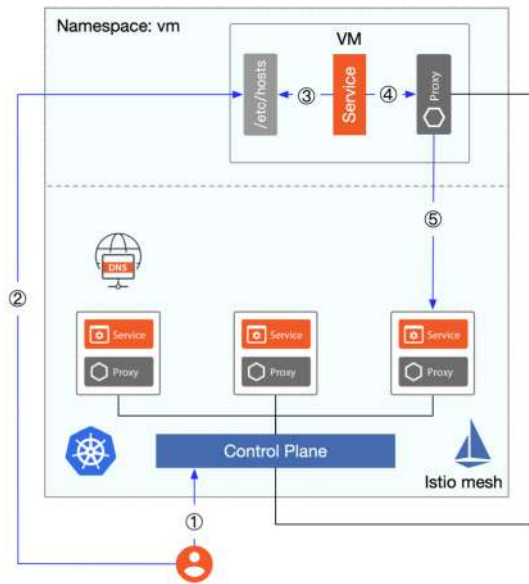 Namespace: vm
VM
/etc/hosts
③
Service
④
Proxy
⑤
②
DNS
Service
Proxy
Service
Proxy
Service
Proxy
Control Plane
Istio mesh
①